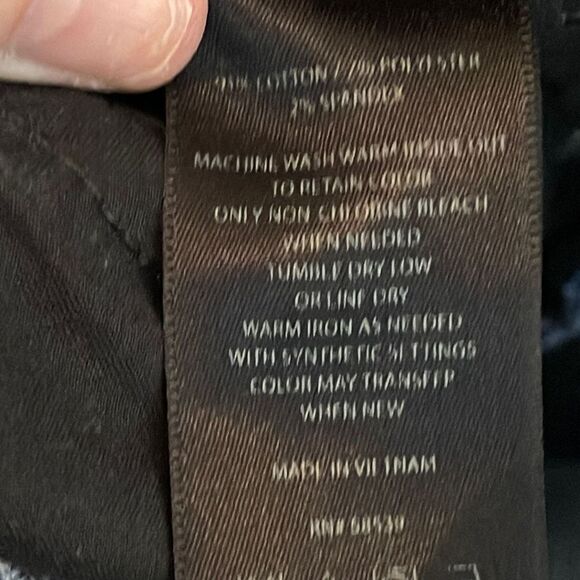 91% COTTON / 7% POLYESTER
2% SPANDEX
MACHINE WASH WARM INSIDE OUT
TO RETAIN COLOR
ONLY NON CHLORINE BLEACH
WHEN NEEDED
TUMBLE DRY LOW
OR LINE DRY
WARM IRON AS NEEDED
WITH SYNTHETIC SETTINGS
COLOR MAY TRANSFER
WHEN NEW
MADE IN VIETNAM
RN# 58539